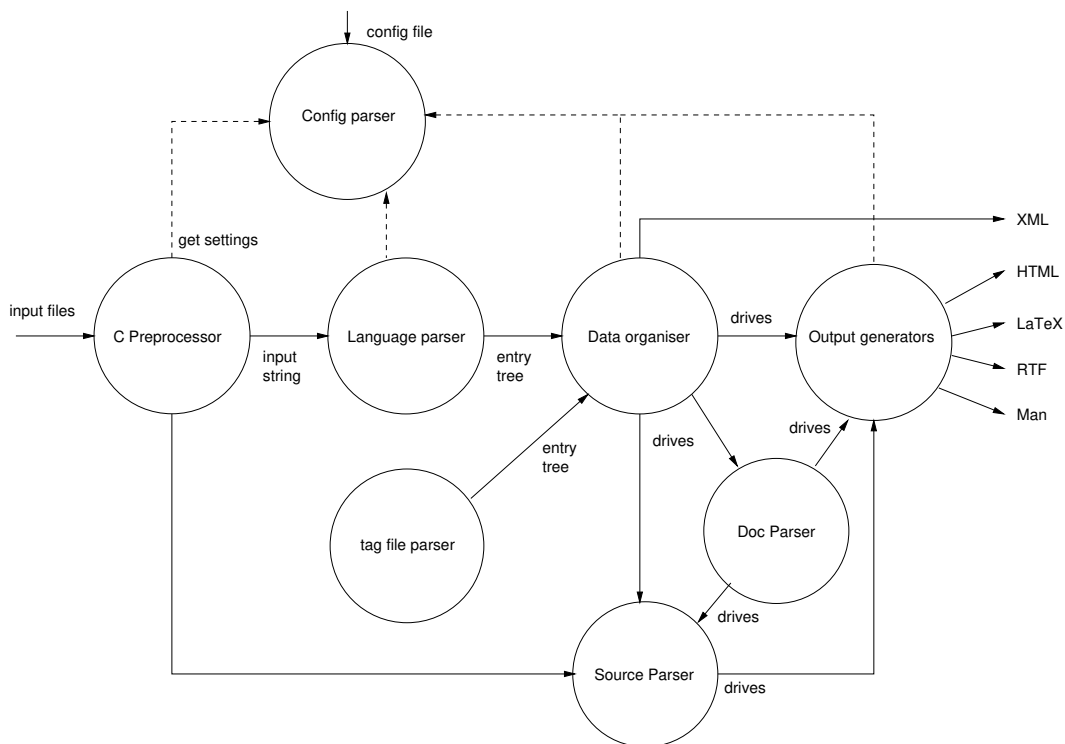 config file
Config parser
XML
get settings
HTML
input files
drives
LaTeX
C Preprocessor
Language parser
Data organiser
Output generators
input
string
entry
tree
RTF
Man
drives
drives
entry
tree
Doc Parser
tag file parser
drives
Source Parser
drives